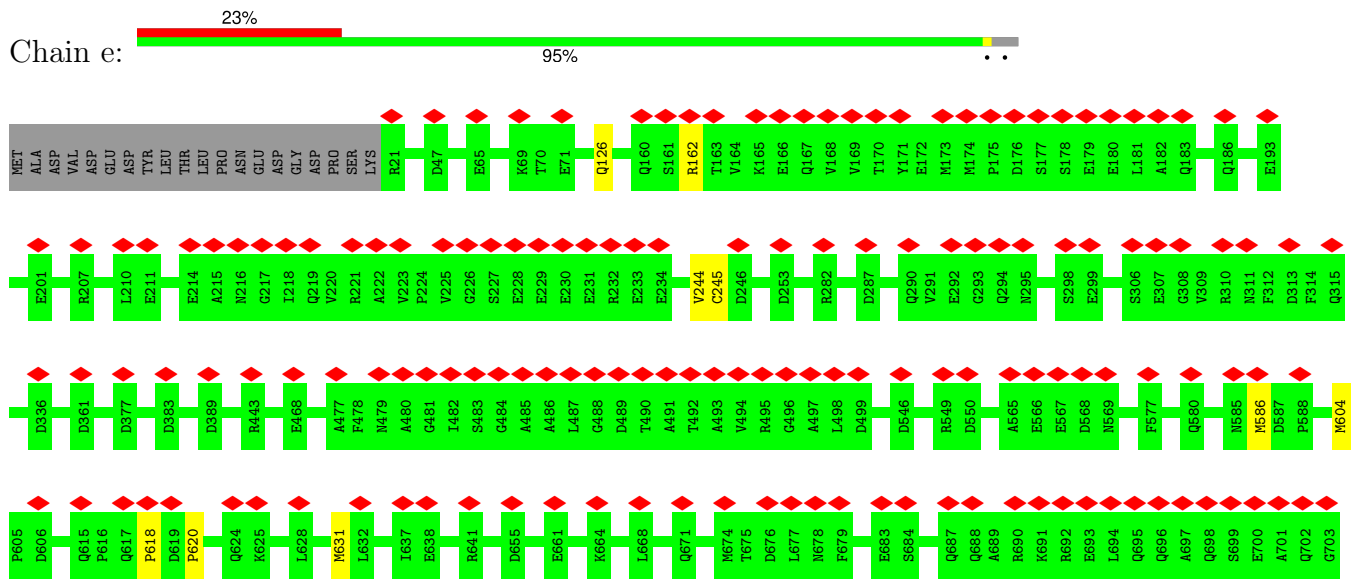 23%
Chain e:
95%
• •
MET ALA ASP VAL ASP GLU ASP TYR LEU THR LEU PRO ASN GLU ASP GLY ASP PRO SER LYS R21 D47 E65 K69 T70 E71 Q126 Q160 S161 R162 T163 V164 K165 E166 Q167 V168 V169 T170 Y171 E172 M173 M174 P175 D176 S177 S178 E179 E180 L181 A182 Q183 Q186 E193
E201 R207 L210 E211 E214 A215 N216 G217 I218 Q219 V220 R221 A222 V223 P224 V225 G226 S227 E228 E229 E230 E231 R232 E233 E234 V244 C245 D246 D253 R282 D287 Q290 V291 E292 G293 Q294 N295 S298 E299 S306 E307 G308 V309 R310 N311 F312 D313 F314 Q315
D336 D361 D377 D383 D389 R443 E468 A477 F478 N479 A480 G481 I482 S483 G484 A485 A486 L487 G488 D489 T490 A491 T492 A493 V494 R495 G496 A497 L498 D499 D546 R549 D550 A565 E566 E567 D568 N569 F577 Q580 N585 M586 D587 P588 M604
P605 D606 Q615 P616 Q617 P618 D619 P620 Q624 K625 L628 M631 L632 I637 E638 R641 D655 E661 K664 L668 Q671 M674 T675 D676 L677 N678 F679 E683 S684 Q687 Q688 A689 R690 K691 R692 E693 L694 Q695 Q696 A697 Q698 S699 E700 A701 Q702 G703